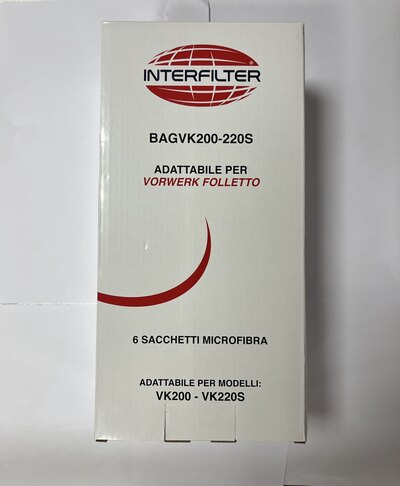 INTERFILTER
BAGVK200-220S
ADATTABILE PER
VORWERK FOLLETTO
6 SACCHETTI MICROFIBRA
ADATTABILE PER MODELLI:
VK200 - VK220S